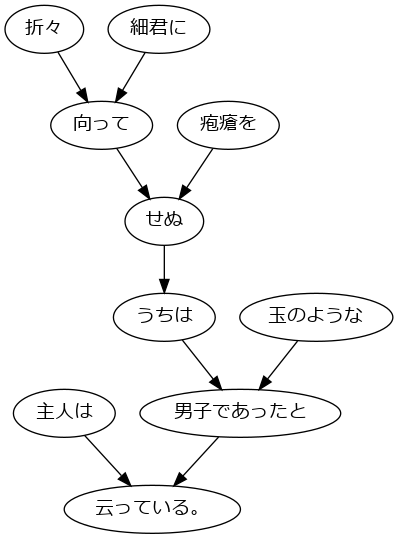 折々
細君に
向って
疱瘡を
せぬ
うちは
玉のような
主人は
男子であったと
云っている。